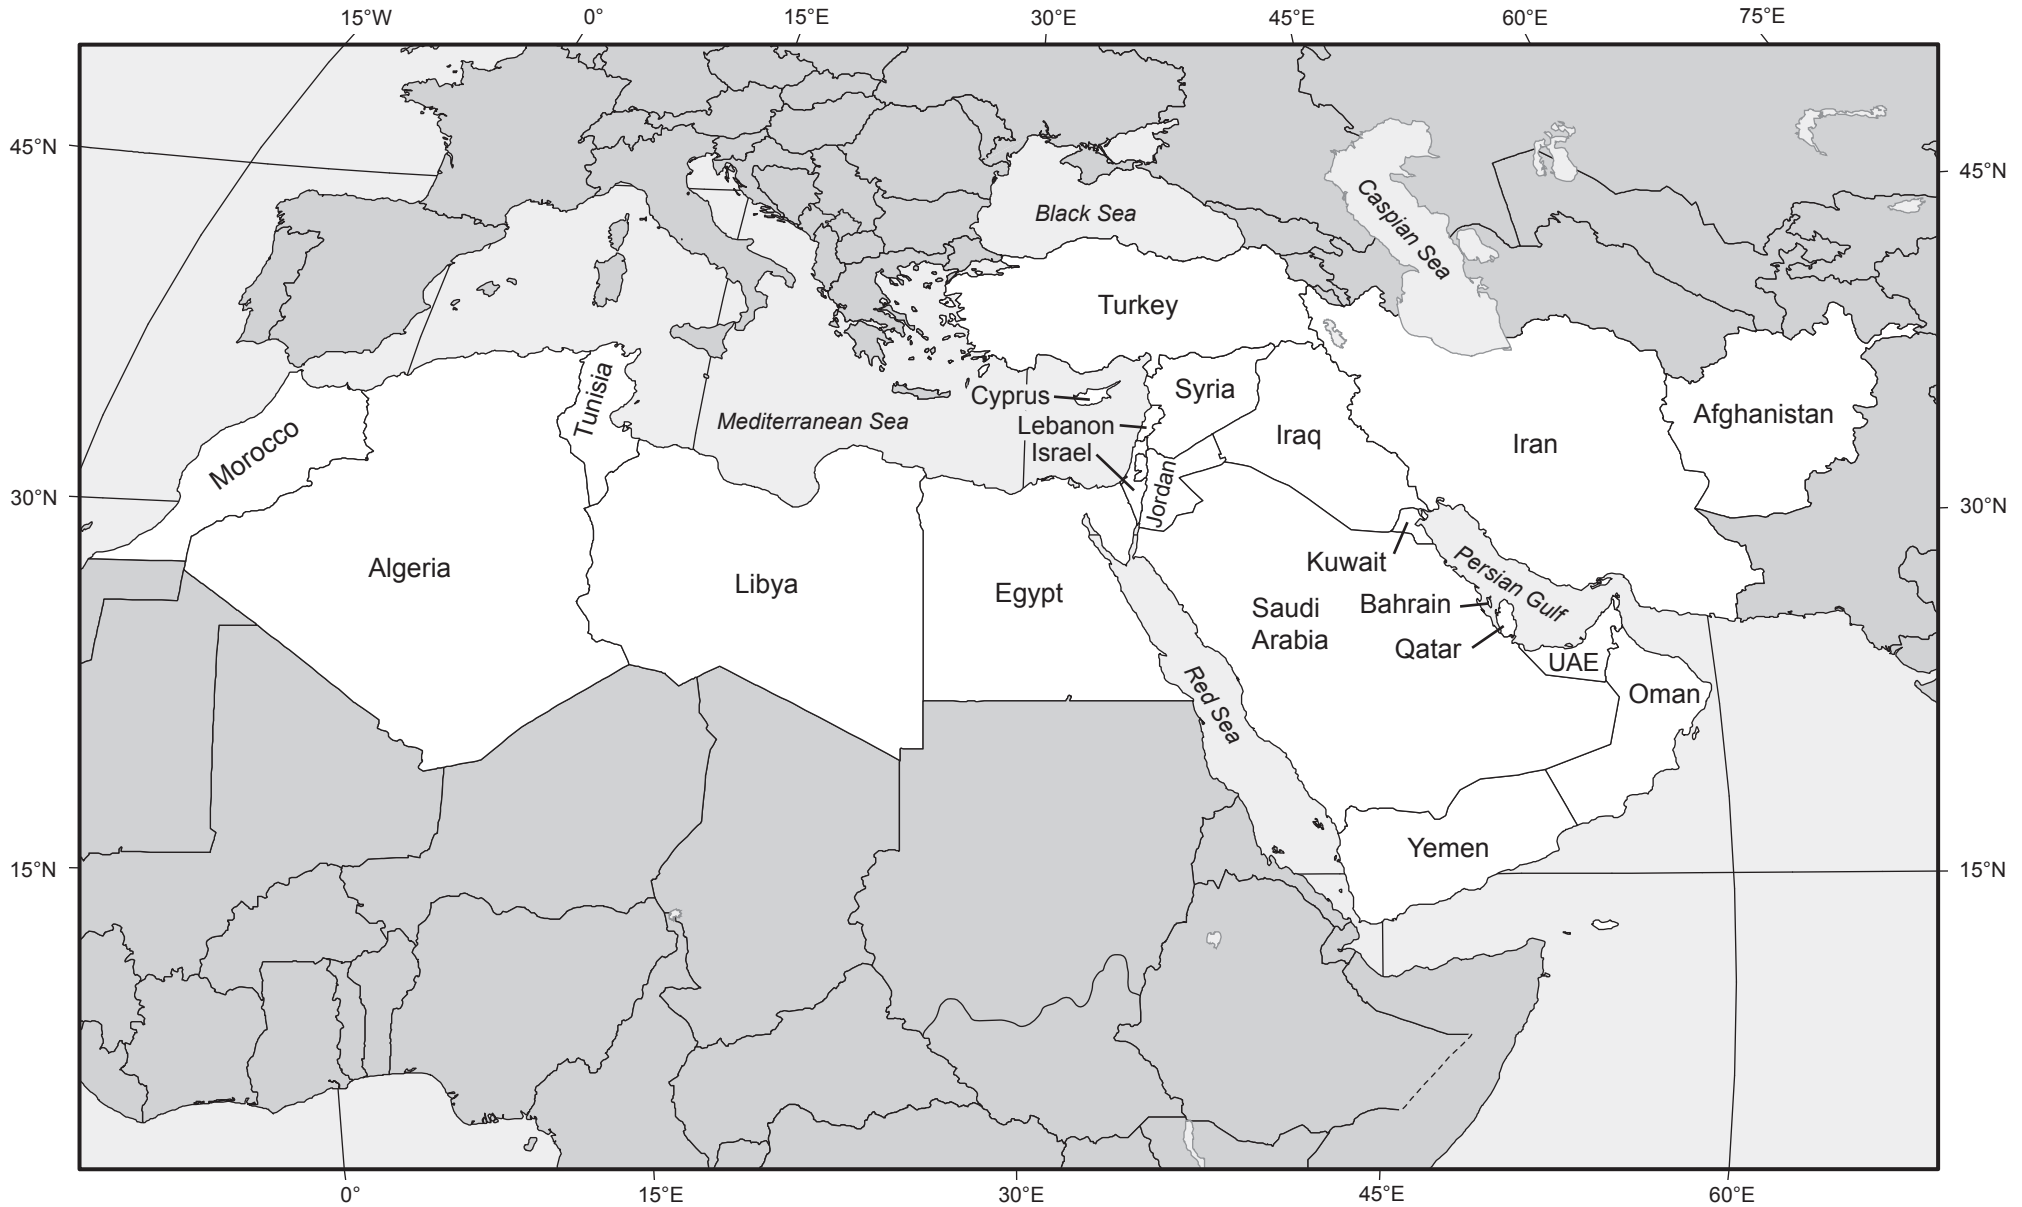 15°W
0°
15°E
30°E
45°E
60°E
75°E
45°N
45°N
Black Sea
Caspian Sea
Turkey
Tunisia
Cyprus
Syria
Mediterranean Sea
Lebanon
Afghanistan
Morocco
Israel
Iraq
Iran
Jordan
30°N
30°N
Algeria
Libya
Egypt
Kuwait
Persian Gulf
Saudi
Arabia
Bahrain
Qatar
UAE
Red Sea
Oman
Yemen
15°N
15°N
0°
15°E
30°E
45°E
60°E